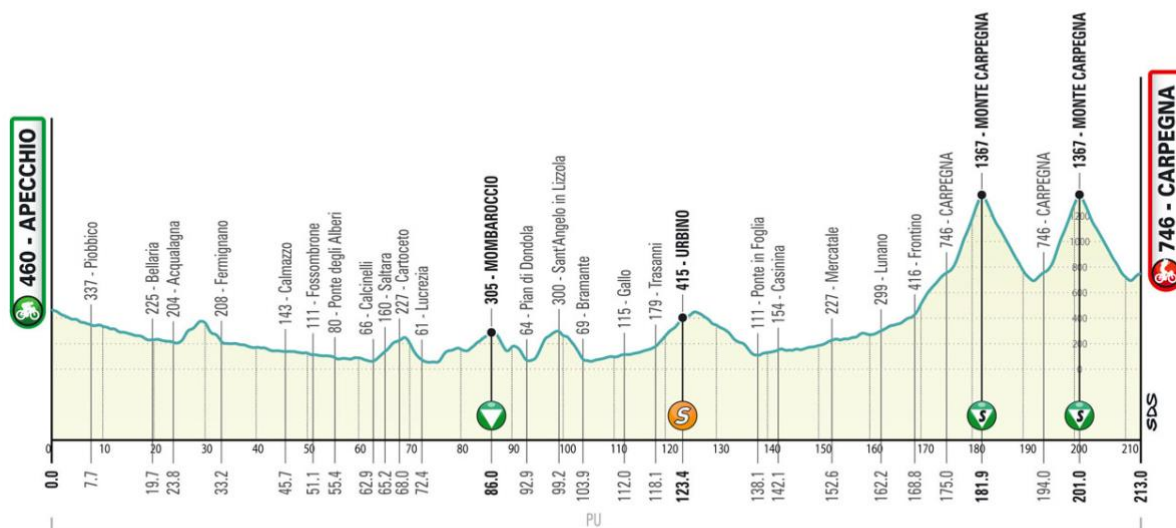 460 - APECCHIO
337 - Piobbico
225 - Bellaria
204 - Acqualagna
208 - Fermignano
143 - Calmazzo
111 - Fossombrone
80 - Ponte degli Alberi
66 - Calcinelli
160 - Saltara
227 - Cartoceto
61 - Lucrezia
305 - MOMBAROCCIO
64 - Pian di Dondola
300 - Sant'Angelo in Lizzola
69 - Bramante
115 - Gallo
179 - Trasanni
415 - URBINO
111 - Ponte in Foglia
154 - Casinina
227 - Mercatale
299 - Lunano
416 - Frontino
746 - CARPEGNA
1367 - MONTE CARPEGNA
746 - CARPEGNA
1367 - MONTE CARPEGNA
746 - CARPEGNA
1200
1000
800
600
400
200
0
S
S
S
SDS
0 10 20 30 40 50 60 70 80 90 100 110 120 130 140 150 160 170 180 190 200 210
0.0 7.7 19.7 23.8 33.2 45.7 51.1 55.4 62.9 65.2 68.0 72.4 86.0 92.9 99.2 103.9 112.0 118.1 123.4 138.1 142.1 152.6 162.2 168.8 175.0 181.9 194.0 201.0 213.0
PU